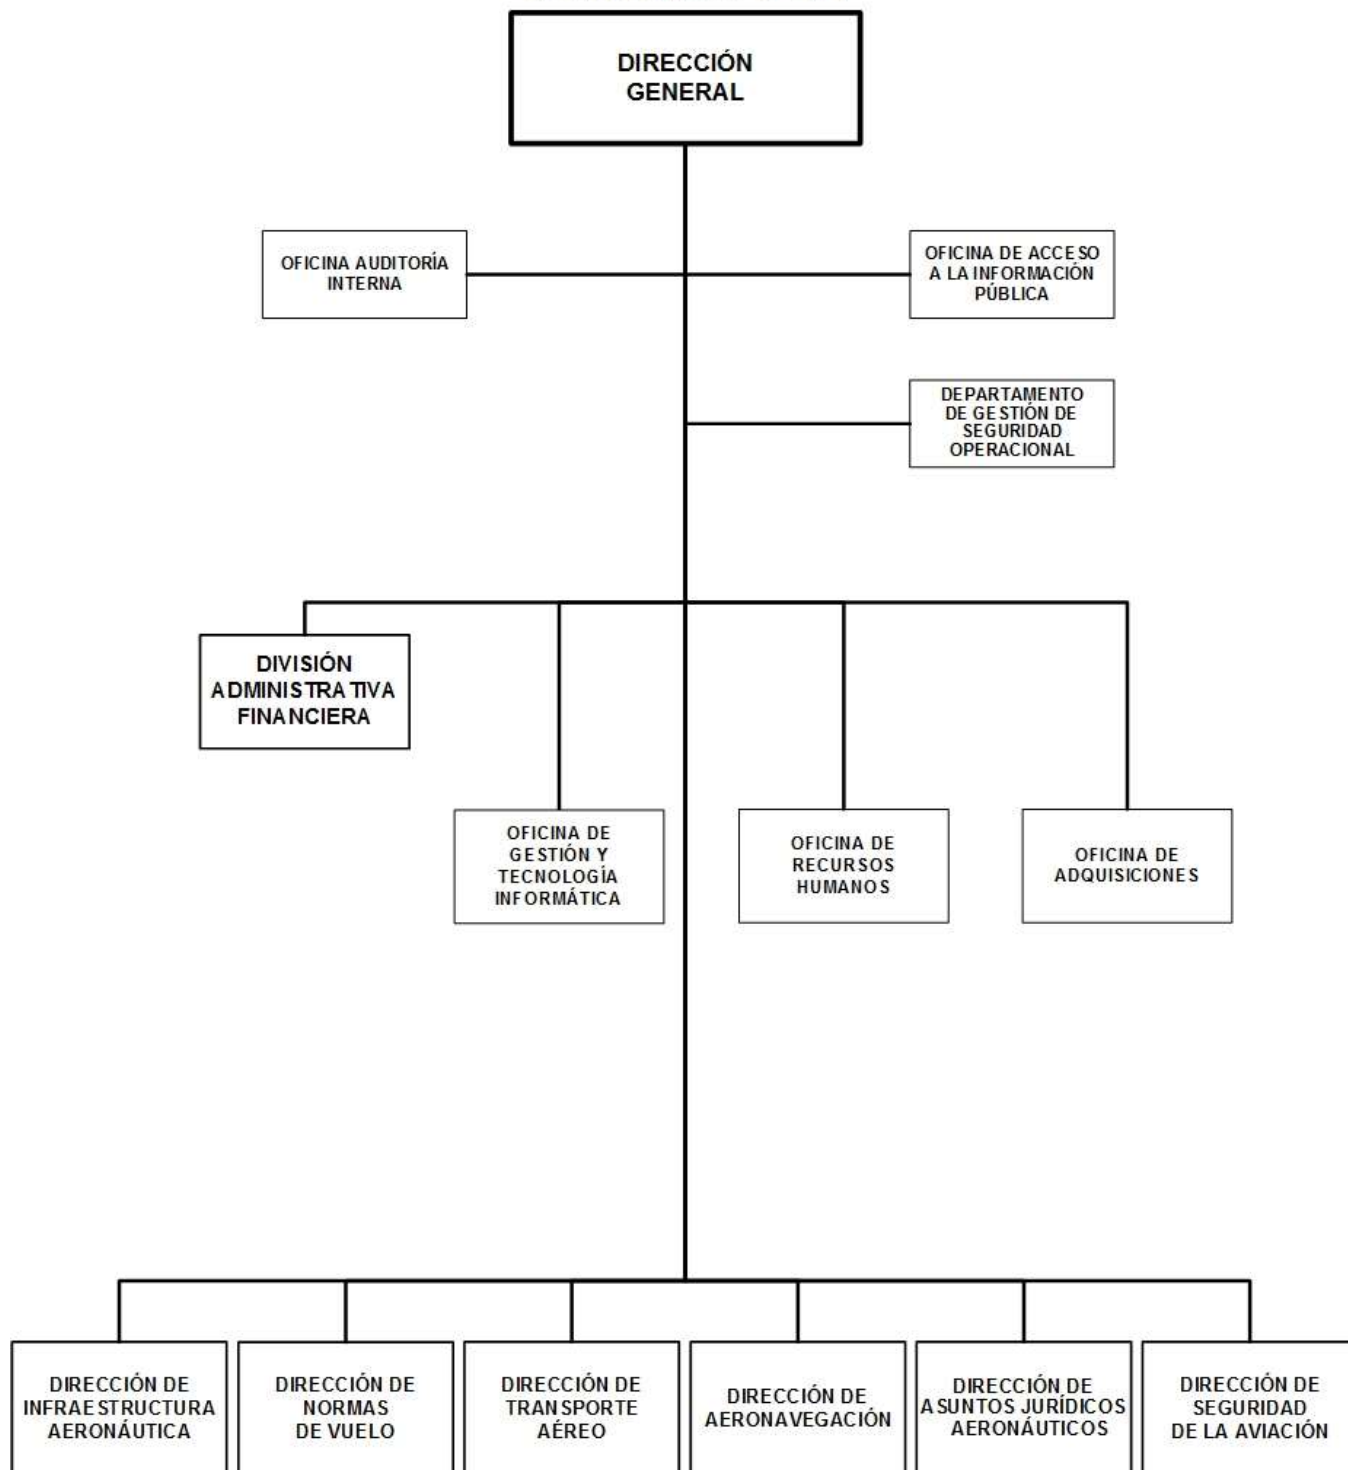 DIRECCIÓN
GENERAL
OFICINA AUDITORÍA
INTERNA
OFICINA DE ACCESO
A LA INFORMACIÓN
PÚBLICA
DEPARTAMENTO
DE GESTIÓN DE
SEGURIDAD
OPERACIONAL
DIVISIÓN
ADMINISTRATIVA
FINANCIERA
OFICINA DE
GESTIÓN Y
TECNOLOGÍA
INFORMÁTICA
OFICINA DE
RECURSOS
HUMANOS
OFICINA DE
ADQUISICIONES
DIRECCIÓN DE
INFRAESTRUCTURA
AERONÁUTICA
DIRECCIÓN DE
NORMAS
DE VUELO
DIRECCIÓN DE
TRANSPORTE
AÉREO
DIRECCIÓN DE
AERONAVEGACIÓN
DIRECCIÓN DE
ASUNTOS JURÍDICOS
AERONÁUTICOS
DIRECCIÓN DE
SEGURIDAD
DE LA AVIACIÓN